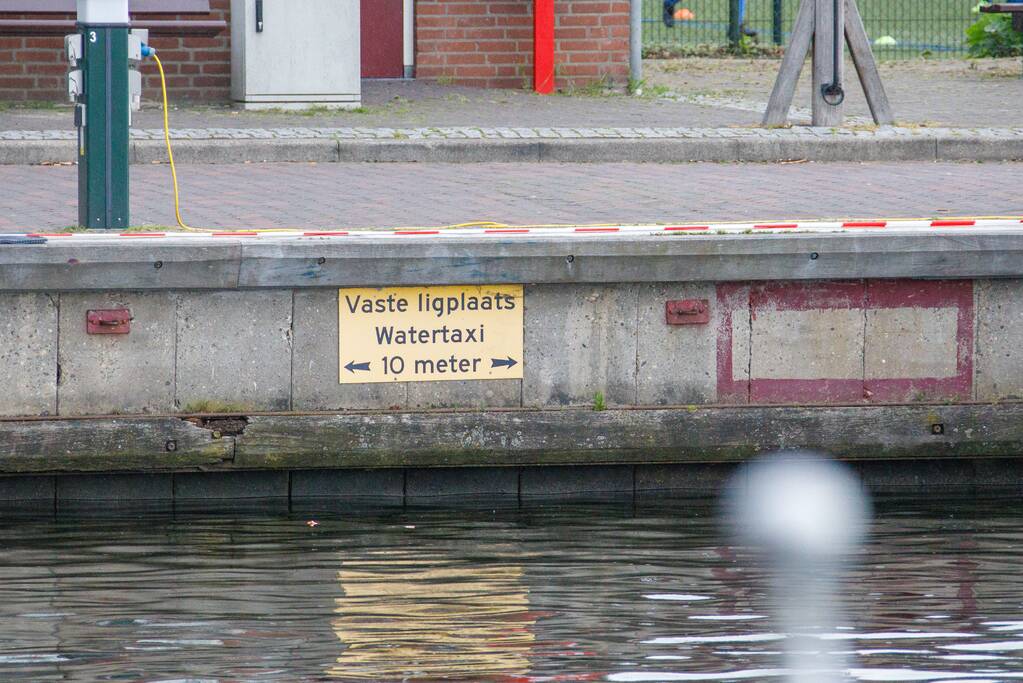 3
Vaste ligplaats
Watertaxi
← 10 meter →